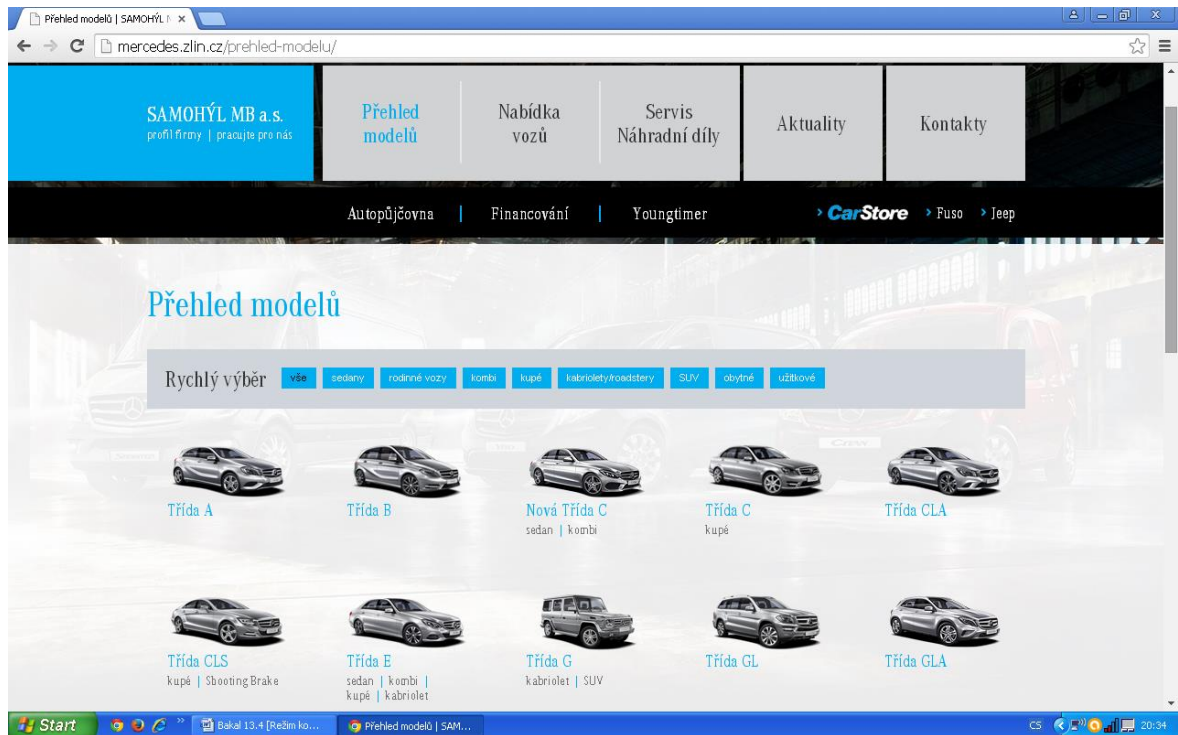 Přehled modelů | SAMOHÝL
mercedes.zlin.cz/prehled-modelu/
SAMOHÝL MB a.s.
profil firmy | pracujte pro nás
Přehled modelů
Nabídka vozů
Servis Náhradní díly
Aktuality
Kontakty
Autopůjčovna | Financování | Youngtimer
› CarStore › Fuso › Jeep
Přehled modelů
Rychlý výběr vše sedany rodinné vozy kombi kupé kabriolety/roadstery SUV obytné užitkové
Třída A
Třída B
Nová Třída C
sedan | kombi
Třída C
kupé
Třída CLA
Třída CLS
kupé | Shooting Brake
Třída E
sedan | kombi |
kupé | kabriolet
Třída G
kabriolet | SUV
Třída GL
Třída GLA
Start
Bakal 13.4 [Režim ko...
Přehled modelů | SAM...
CS
20:34